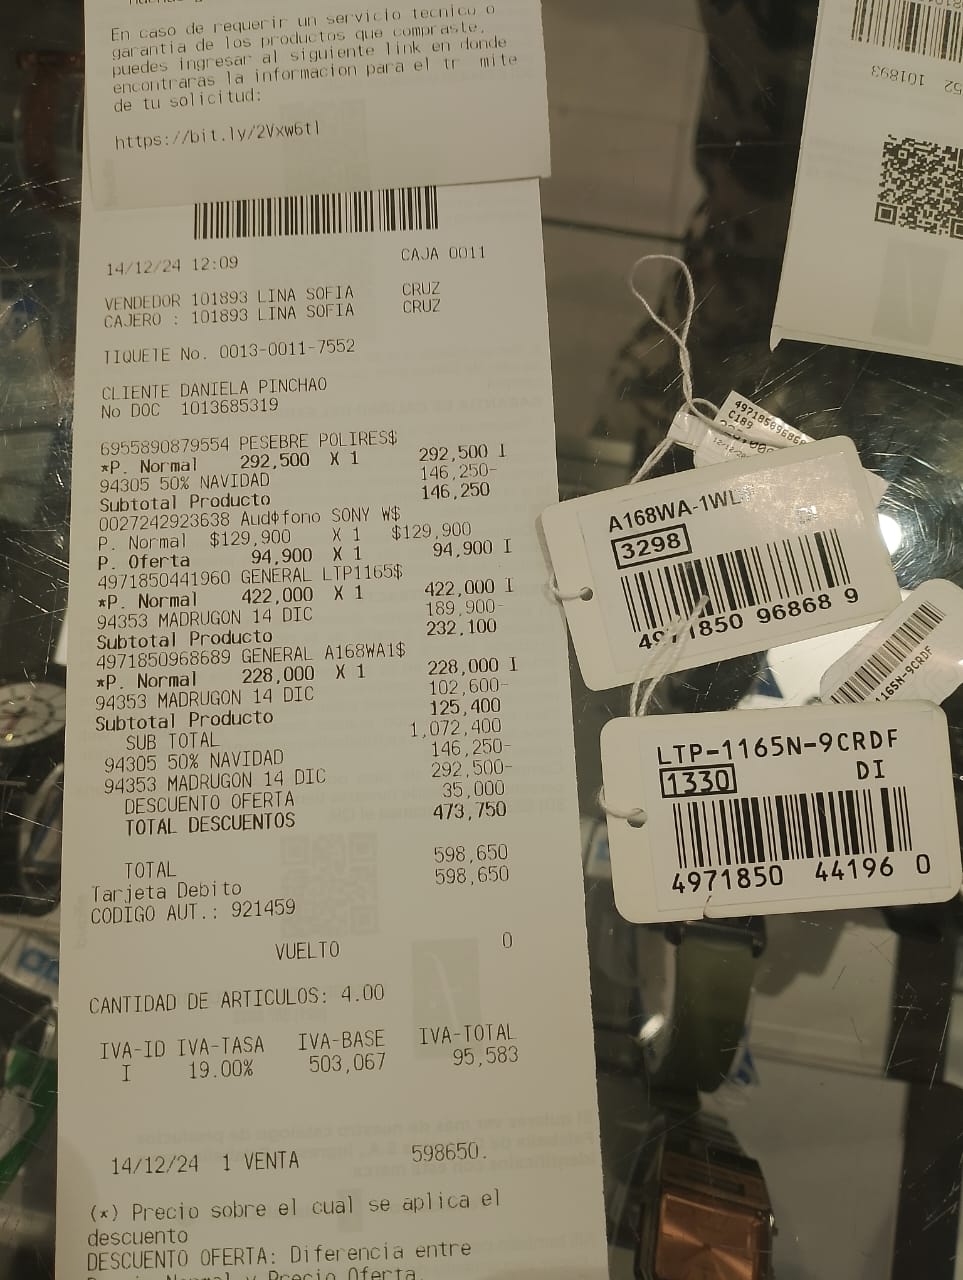 En caso de requerir un servicio tecnico o
garantia de los productos que compraste,
puedes ingresar al siguiente link en donde
encontraras la informacion para el tr mite
de tu solicitud:
https://bit.ly/2Vxw6tl
14/12/24 12:09 CAJA 0011
VENDEDOR 101893 LINA SOFIA CRUZ
CAJERO : 101893 LINA SOFIA CRUZ
TIQUETE No. 0013-0011-7552
CLIENTE DANIELA PINCHAO
No DOC 1013685319
6955890879554 PESEBRE POLIRES$
*P. Normal 292,500 X 1 292,500 I
94305 50% NAVIDAD 146,250-
Subtotal Producto 146,250
0027242923638 Aud¢fono SONY W$
P. Normal $129,900 X 1 $129,900
P. Oferta 94,900 X 1 94,900 I
4971850441960 GENERAL LTP1165$
*P. Normal 422,000 X 1 422,000 I
94353 MADRUGON 14 DIC 189,900-
Subtotal Producto 232,100
4971850968689 GENERAL A168WA1$
*P. Normal 228,000 X 1 228,000 I
94353 MADRUGON 14 DIC 102,600-
Subtotal Producto 125,400
SUB TOTAL 1,072,400
94305 50% NAVIDAD 146,250-
94353 MADRUGON 14 DIC 292,500-
DESCUENTO OFERTA 35,000
TOTAL DESCUENTOS 473,750
TOTAL 598,650
Tarjeta Debito 598,650
CODIGO AUT.: 921459
VUELTO 0
CANTIDAD DE ARTICULOS: 4.00
IVA-ID IVA-TASA IVA-BASE IVA-TOTAL
I 19.00% 503,067 95,583
14/12/24 1 VENTA 598650.
(*) Precio sobre el cual se aplica el
descuento
DESCUENTO OFERTA: Diferencia entre
Normal y Precio Oferta.
52 101893
C189
A168WA-1WL
3298
4971850 96868 9
165N-9CRDF
LTP-1165N-9CRDF
1330 DI
4971850 44196 0